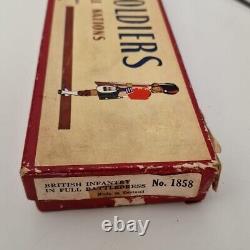 SOLDIERS
NATIONS
BRITISH INFANTRY
IN FULL BATTLEDRESS
No. 1858
Made in England